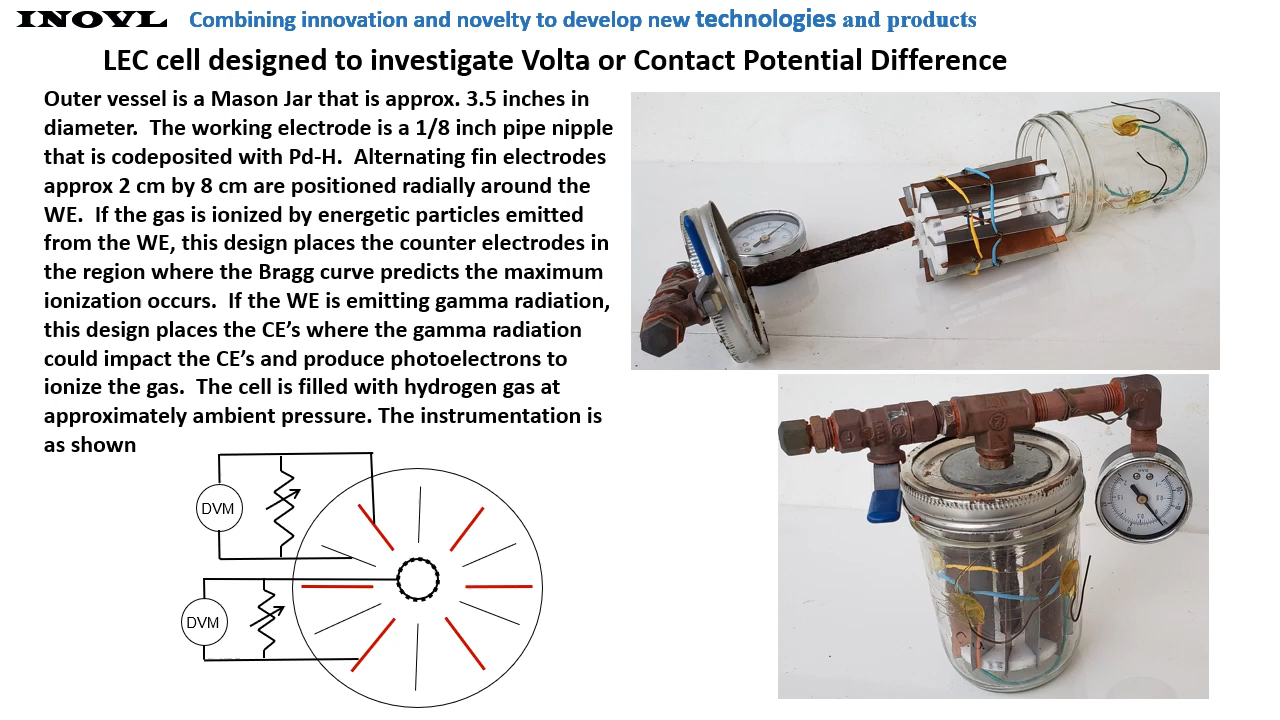 INOVL Combining innovation and novelty to develop new technologies and products
LEC cell designed to investigate Volta or Contact Potential Difference
Outer vessel is a Mason Jar that is approx. 3.5 inches in
diameter. The working electrode is a 1/8 inch pipe nipple
that is codeposited with Pd-H. Alternating fin electrodes
approx 2 cm by 8 cm are positioned radially around the
WE. If the gas is ionized by energetic particles emitted
from the WE, this design places the counter electrodes in
the region where the Bragg curve predicts the maximum
ionization occurs. If the WE is emitting gamma radiation,
this design places the CE’s where the gamma radiation
could impact the CE’s and produce photoelectrons to
ionize the gas. The cell is filled with hydrogen gas at
approximately ambient pressure. The instrumentation is
as shown
DVM
DVM